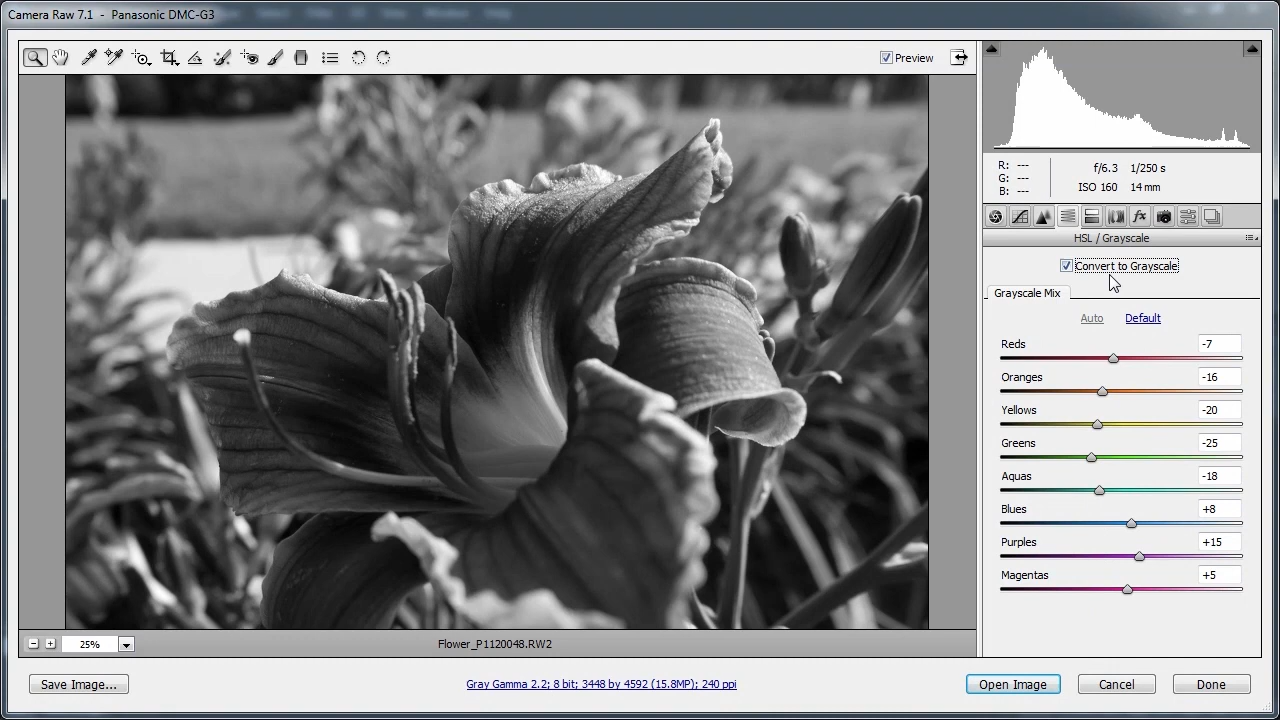 Camera Raw 7.1 - Panasonic DMC-G3
Preview
R: ---
G: ---
B: ---
f/6.3 1/250 s
ISO 160 14 mm
fx
HSL / Grayscale
Convert to Grayscale
Grayscale Mix
Auto Default
Reds -7
Oranges -16
Yellows -20
Greens -25
Aquas -18
Blues +8
Purples +15
Magentas +5
25%
Flower_P1120048.RW2
Save Image...
Gray Gamma 2.2; 8 bit; 3448 by 4592 (15.8MP); 240 ppi
Open Image
Cancel
Done